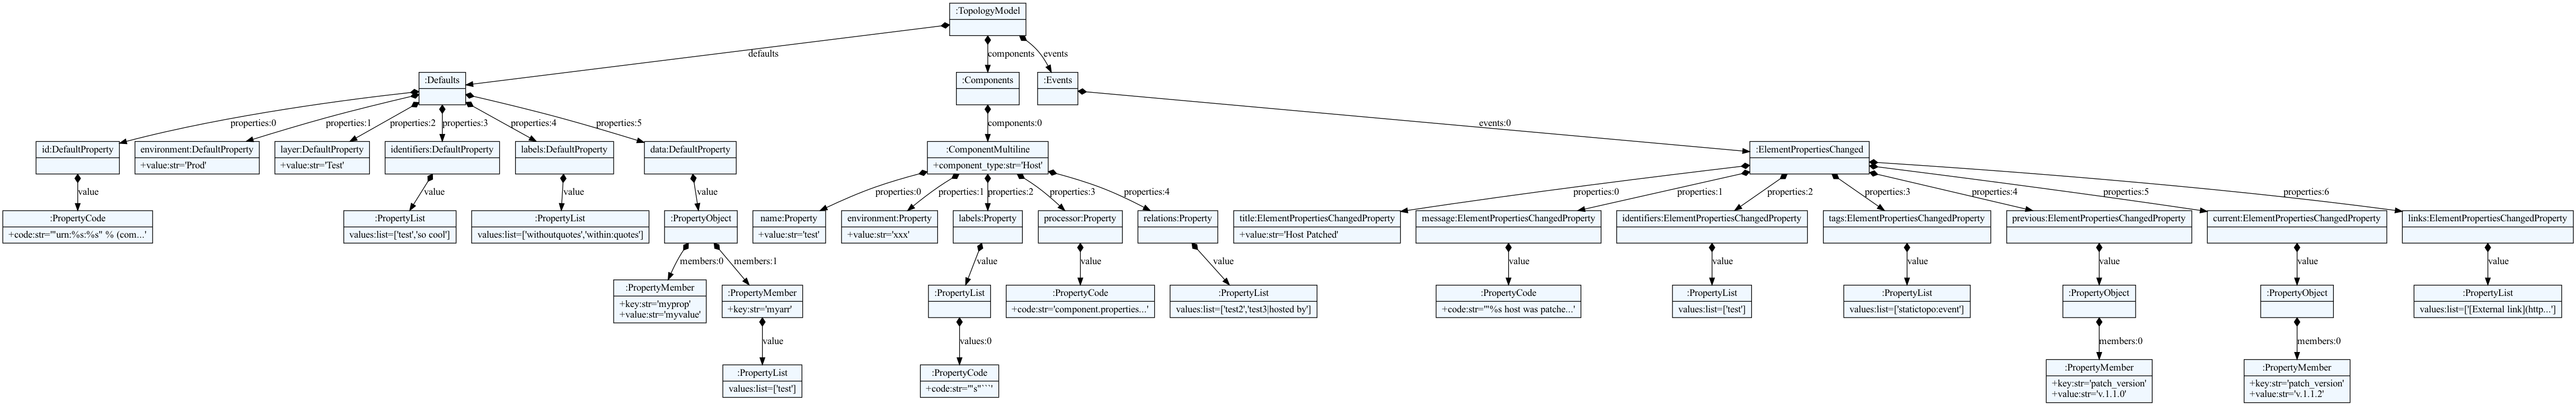 :TopologyModel
defaults
components
events
:Defaults
:Components
:Events
properties:0
properties:1
properties:2
properties:3
properties:4
properties:5
components:0
events:0
id:DefaultProperty
environment:DefaultProperty
+value:str='Prod'
layer:DefaultProperty
+value:str='Test'
identifiers:DefaultProperty
labels:DefaultProperty
data:DefaultProperty
:ComponentMultiline
+component_type:str='Host'
:ElementPropertiesChanged
value
value
value
value
properties:0
properties:1
properties:2
properties:3
properties:4
properties:0
properties:1
properties:2
properties:3
properties:4
properties:5
properties:6
:PropertyCode
+code:str='"urn:%s:%s" % (com...'
:PropertyList
values:list=['test','so cool']
:PropertyList
values:list=['withoutquotes','within:quotes']
:PropertyObject
name:Property
+value:str='test'
environment:Property
+value:str='xxx'
labels:Property
processor:Property
relations:Property
title:ElementPropertiesChangedProperty
+value:str='Host Patched'
message:ElementPropertiesChangedProperty
identifiers:ElementPropertiesChangedProperty
tags:ElementPropertiesChangedProperty
previous:ElementPropertiesChangedProperty
current:ElementPropertiesChangedProperty
links:ElementPropertiesChangedProperty
members:0
members:1
value
value
value
value
value
value
value
value
value
:PropertyMember
+key:str='myprop'
+value:str='myvalue'
:PropertyMember
+key:str='myarr'
:PropertyList
:PropertyCode
+code:str='component.properties...'
:PropertyList
values:list=['test2','test3|hosted by']
:PropertyCode
+code:str='"%s host was patche...'
:PropertyList
values:list=['test']
:PropertyList
values:list=['statictopo:event']
:PropertyObject
:PropertyObject
:PropertyList
values:list=['[External link](http...']
value
values:0
members:0
members:0
:PropertyList
values:list=['test']
:PropertyCode
+code:str='"s"```'
:PropertyMember
+key:str='patch_version'
+value:str='v.1.1.0'
:PropertyMember
+key:str='patch_version'
+value:str='v.1.1.2'